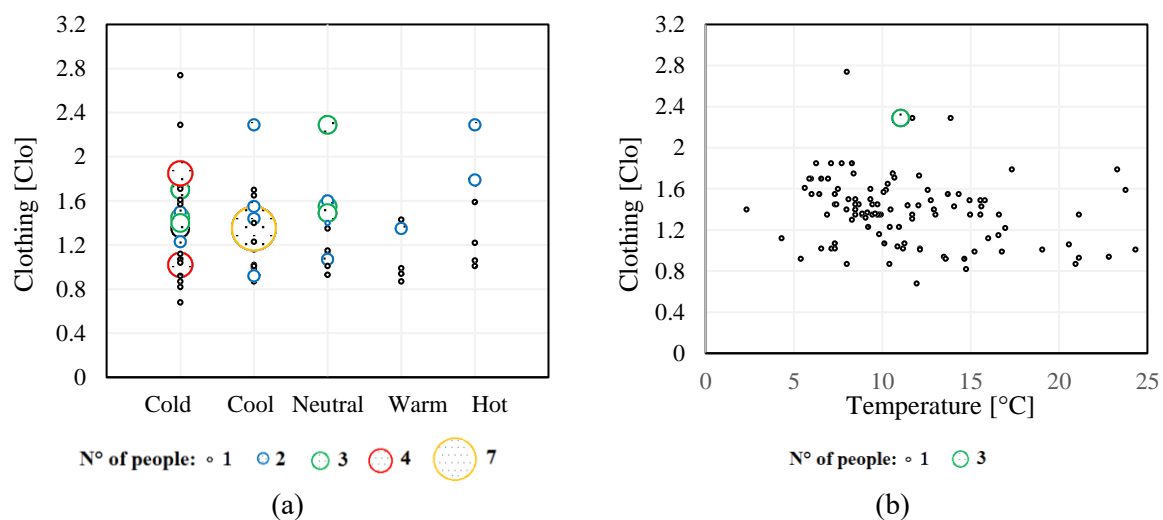 3.2
2.8
2.4
2
1.6
1.2
0.8
0.4
0
Clothing [Clo]
Cold Cool Neutral Warm Hot
N° of people: 1 2 3 4 7
(a)
3.2
2.8
2.4
2
1.6
1.2
0.8
0.4
0
Clothing [Clo]
0 5 10 15 20 25
Temperature [°C]
N° of people: 1 3
(b)